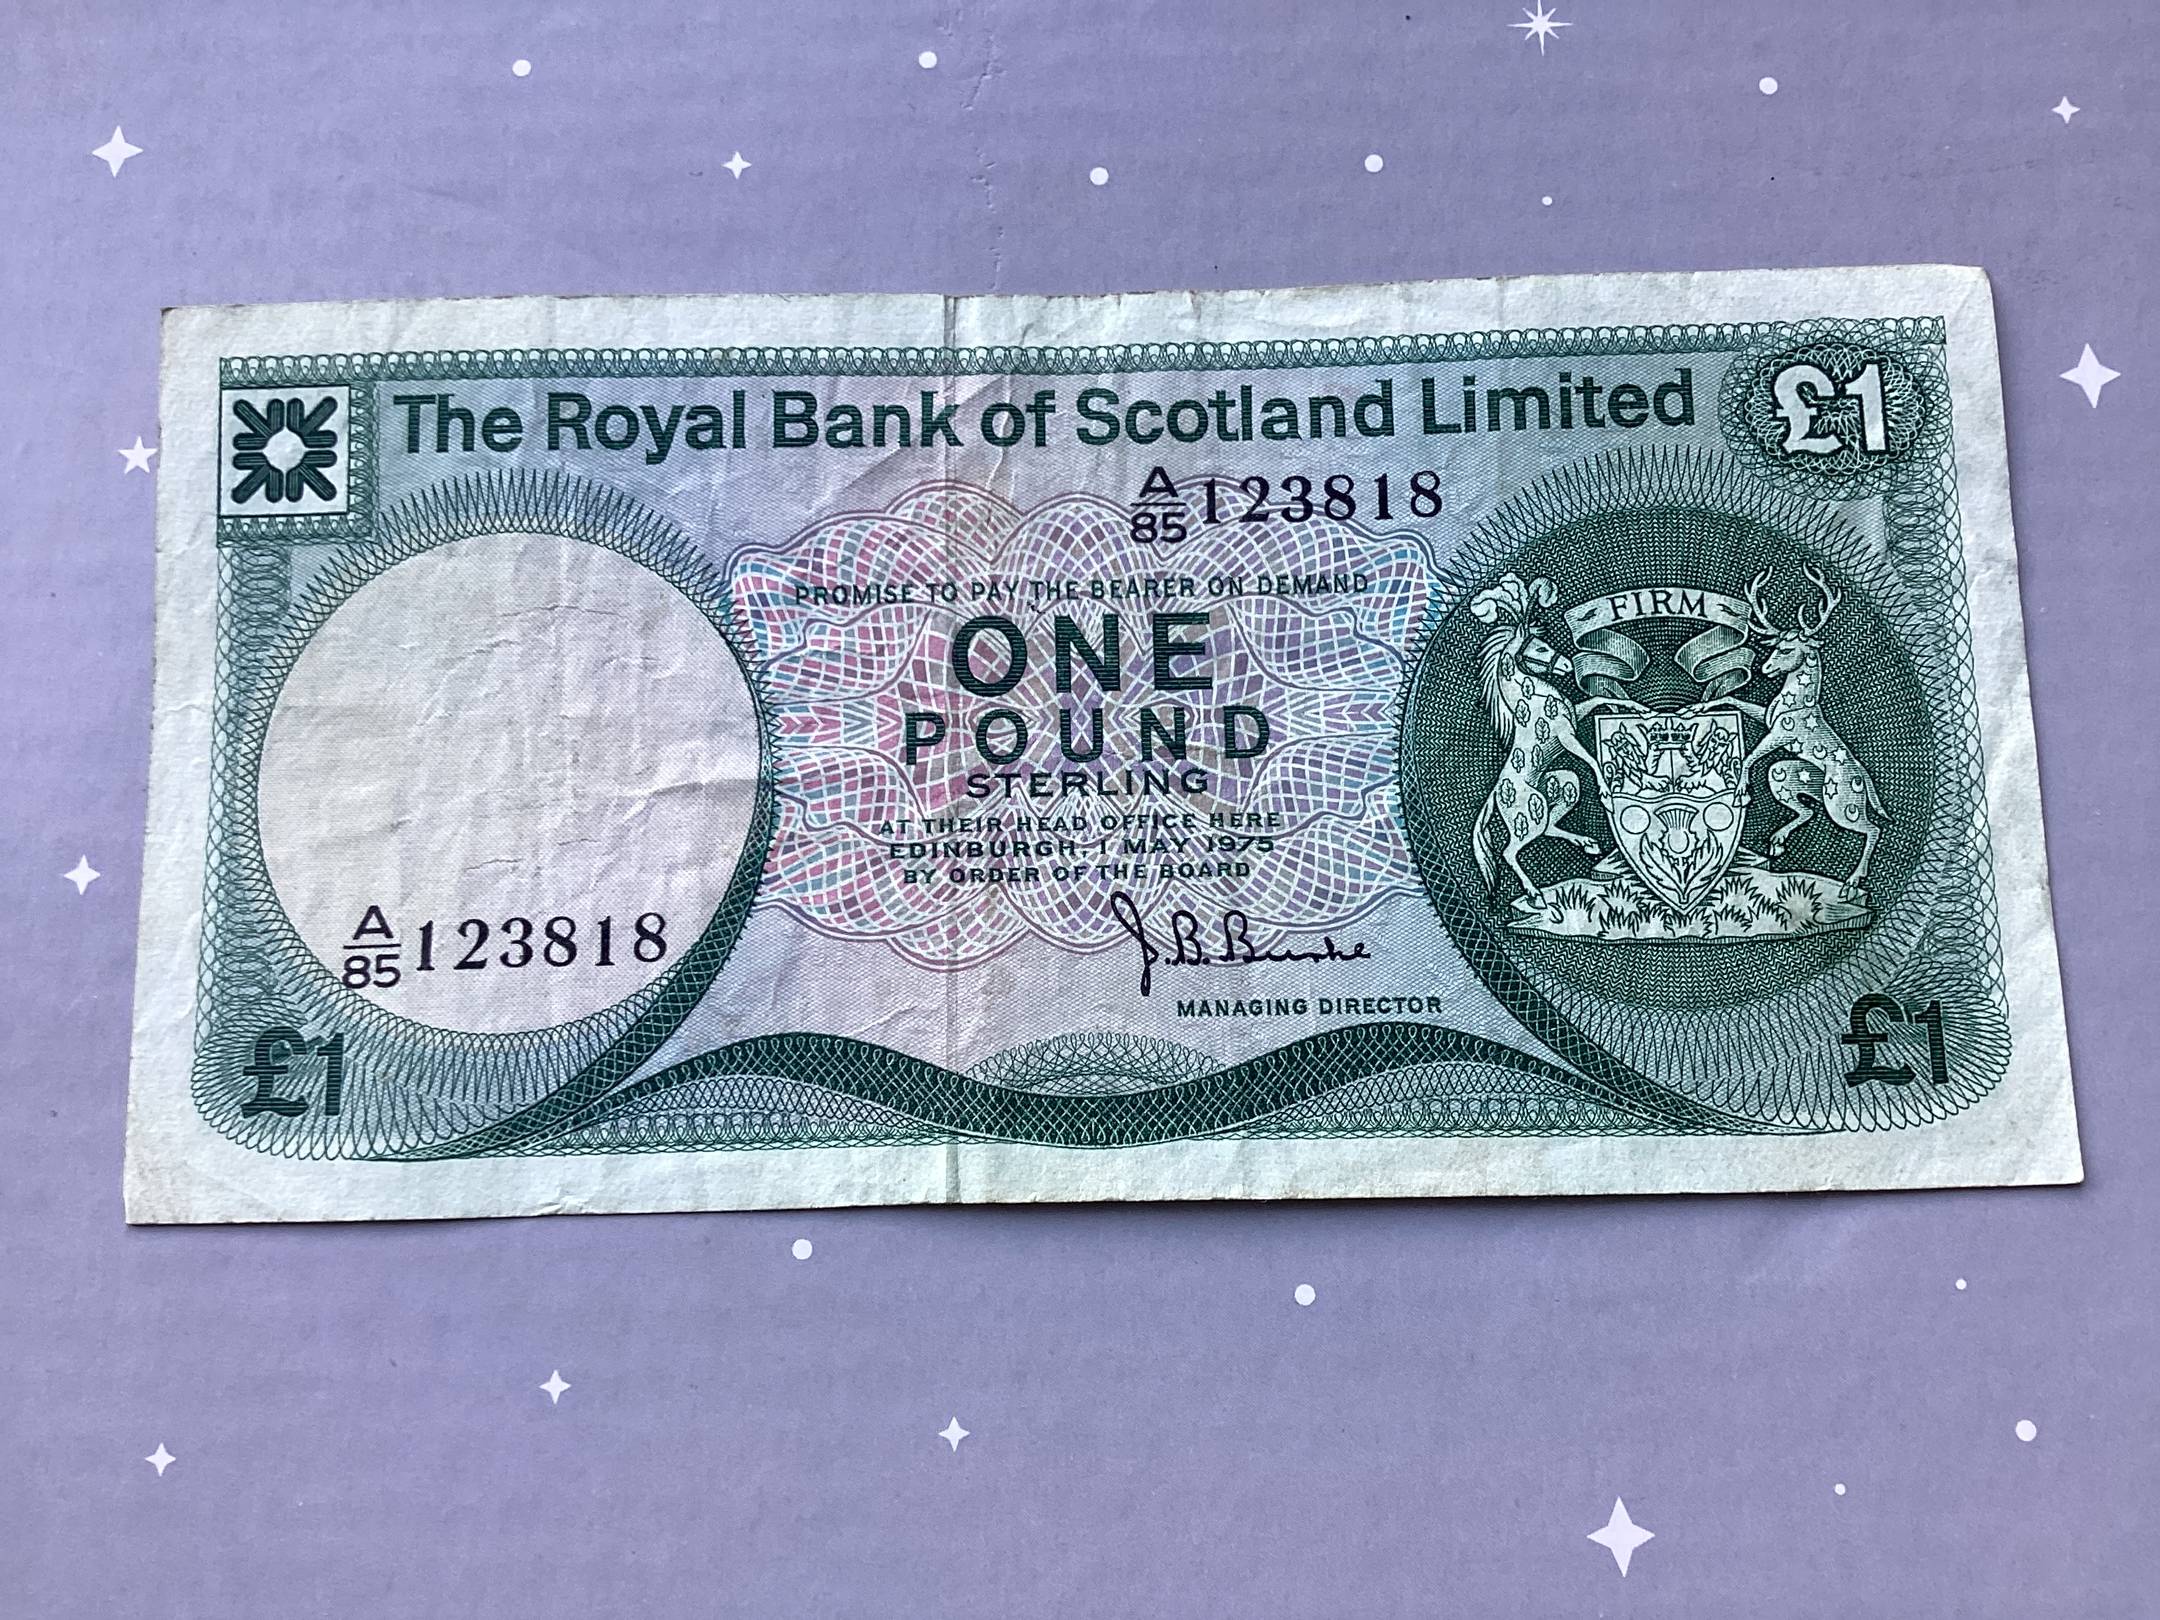 The Royal Bank of Scotland Limited
£1
A
85 123818
PROMISE TO PAY THE BEARER ON DEMAND
ONE
POUND
STERLING
AT THEIR HEAD OFFICE HERE
EDINBURGH, 1 MAY 1975
BY ORDER OF THE BOARD
J. B. Burke
MANAGING DIRECTOR
FIRM
A
85 123818
£1
£1